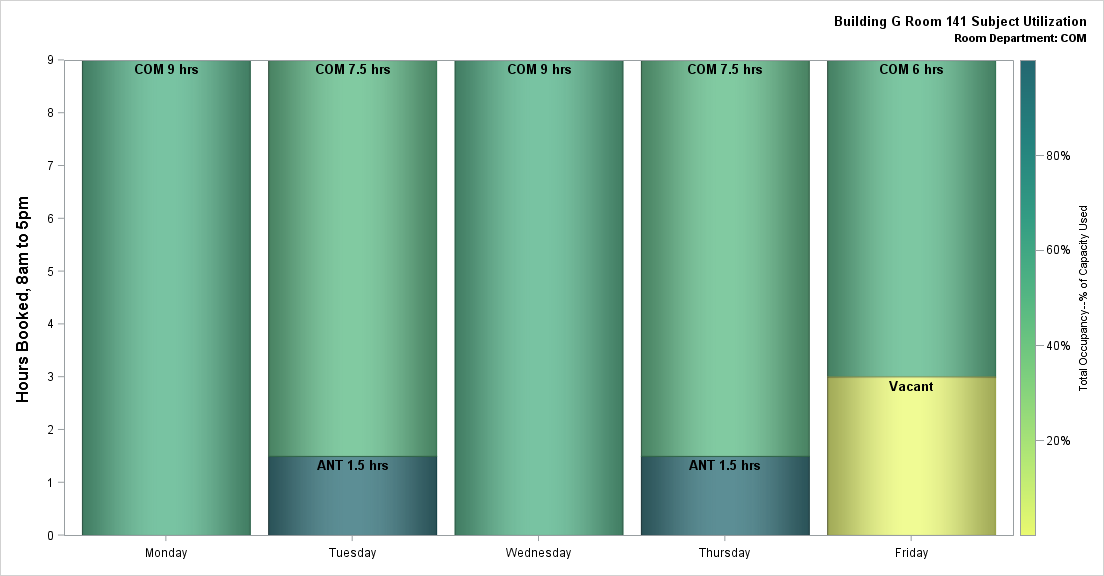 Building G Room 141 Subject Utilization
Room Department: COM
Hours Booked, 8am to 5pm
9
8
7
6
5
4
3
2
1
0
COM 9 hrs
COM 7.5 hrs
COM 9 hrs
COM 7.5 hrs
COM 6 hrs
Vacant
ANT 1.5 hrs
ANT 1.5 hrs
Monday
Tuesday
Wednesday
Thursday
Friday
80%
60%
40%
20%
Total Occupancy--% of Capacity Used